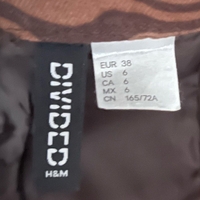 DIVIDED
H&M
EUR 38
US 6
CA 6
MX 6
CN 165/72A